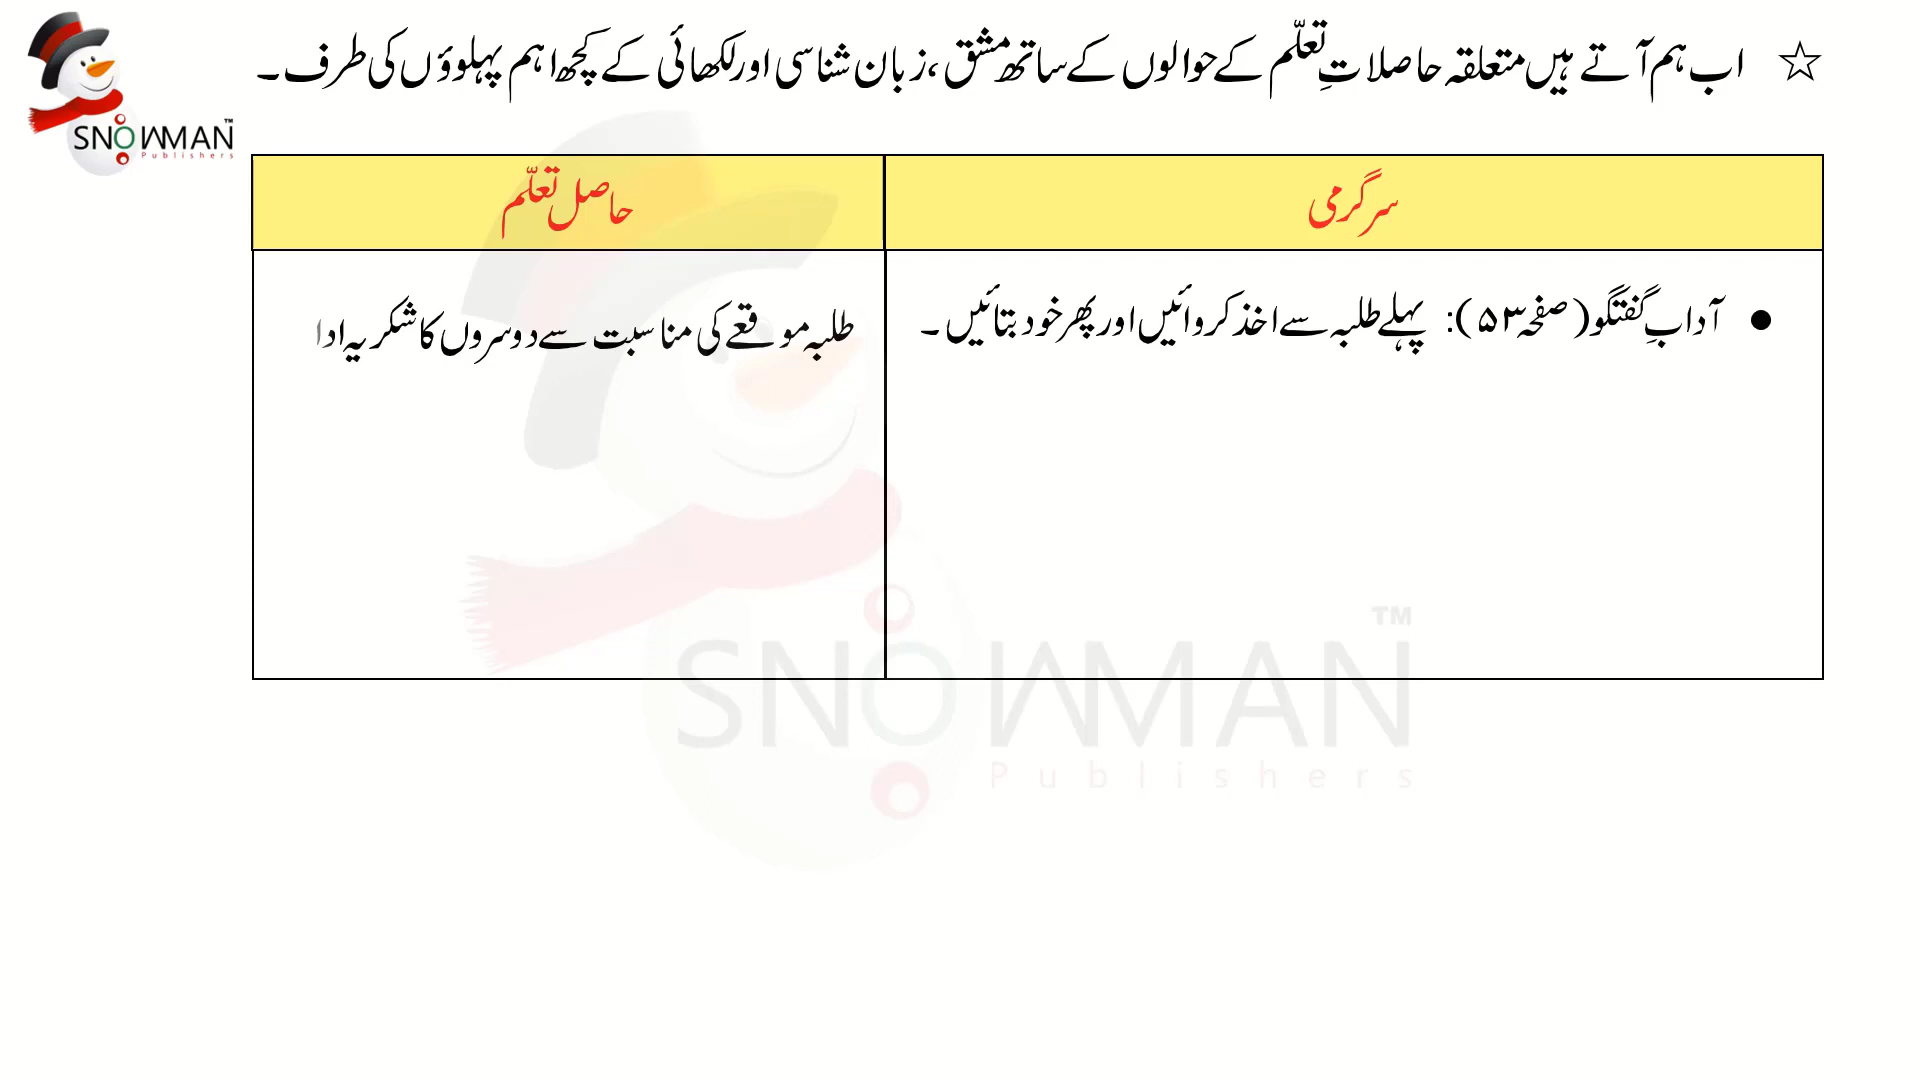 ☆ اب ہم آتے ہیں متعلقہ حاصلاتِ تعلّم کے حوالوں کے ساتھ مشق، زبان شناسی اور لکھائی کے کچھ اہم پہلوؤں کی طرف۔
SNOWMAN™
Publishers
سرگرمی
حاصل تعلّم
● آدابِ گفتگو (صفحہ ۵۳): پہلے طلبہ سے اخذ کروائیں اور پھر خود بتائیں۔
طلبہ موقعے کی مناسبت سے دوسروں کا شکریہ ادا
SNOWMAN™
Publishers